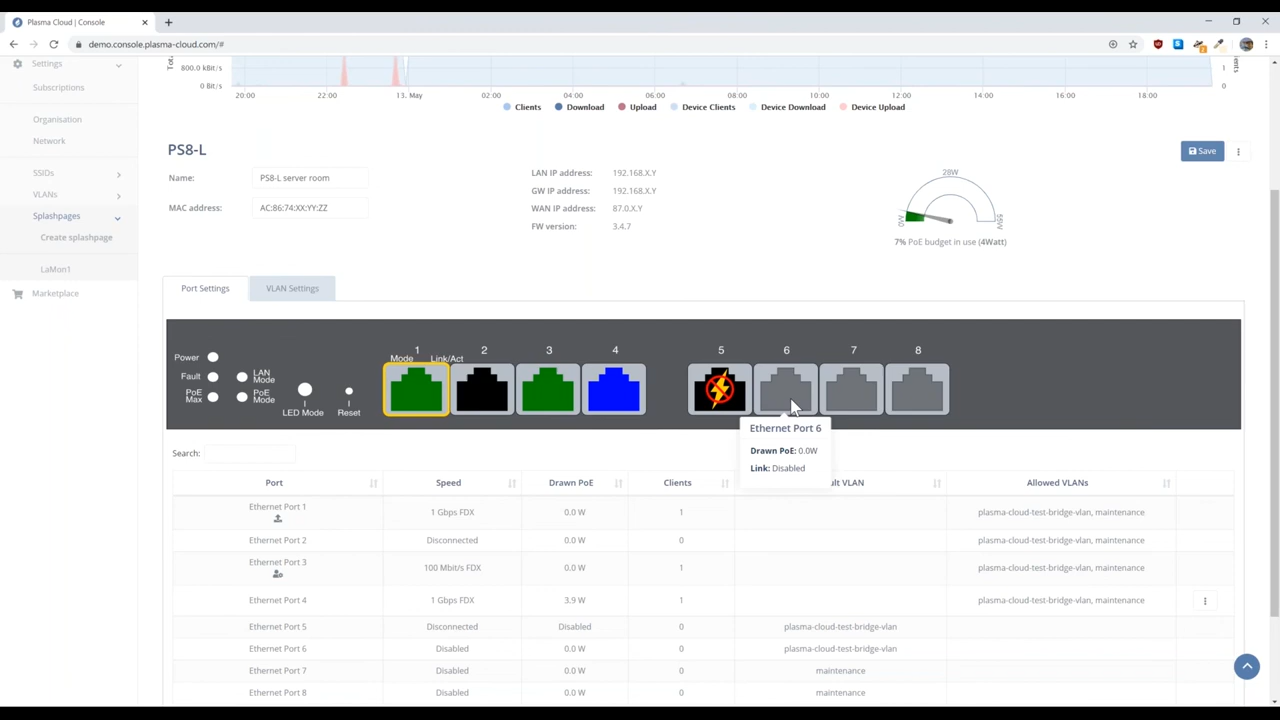 Plasma Cloud | Console
demo.console.plasma-cloud.com/#
Settings
Subscriptions
Organisation
Network
SSIDs
VLANs
Splashpages
Create splashpage
LaMon1
Marketplace
800.0 kBit/s
0 Bit/s
1
0
20:00 22:00 13. May 02:00 04:00 06:00 08:00 10:00 12:00 14:00 16:00 18:00
Clients Download Upload Device Clients Device Download Device Upload
PS8-L
Save
Name: PS8-L server room
MAC address: AC:86:74:XX:YY:ZZ
LAN IP address: 192.168.X.Y
GW IP address: 192.168.X.Y
WAN IP address: 87.0.X.Y
FW version: 3.4.7
28W
0W
55W
7% PoE budget in use (4Watt)
Port Settings VLAN Settings
Power
Fault
PoE Max
LAN Mode
PoE Mode
LED Mode
Reset
1 2 3 4 5 6 7 8
Mode Link/Act
Ethernet Port 6
Drawn PoE: 0.0W
Link: Disabled
Search:
Port Speed Drawn PoE Clients ult VLAN Allowed VLANs
Ethernet Port 1 1 Gbps FDX 0.0 W 1 plasma-cloud-test-bridge-vlan, maintenance
Ethernet Port 2 Disconnected 0.0 W 0 plasma-cloud-test-bridge-vlan, maintenance
Ethernet Port 3 100 Mbit/s FDX 0.0 W 1 plasma-cloud-test-bridge-vlan, maintenance
Ethernet Port 4 1 Gbps FDX 3.9 W 1 plasma-cloud-test-bridge-vlan, maintenance
Ethernet Port 5 Disconnected Disabled 0 plasma-cloud-test-bridge-vlan
Ethernet Port 6 Disabled 0.0 W 0 plasma-cloud-test-bridge-vlan
Ethernet Port 7 Disabled 0.0 W 0 maintenance
Ethernet Port 8 Disabled 0.0 W 0 maintenance